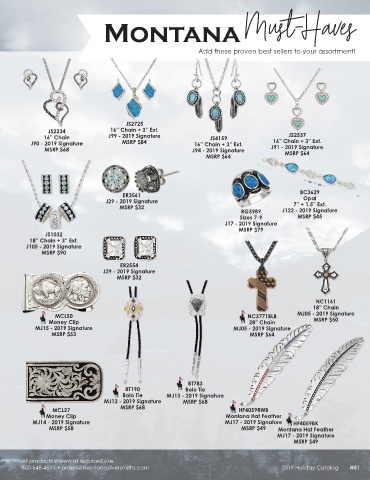 MONTANA Must-Haves
Add these proven best sellers to your assortment!
JS2234
16" Chain
J90 - 2019 Signature
MSRP $68
JS2725
16" Chain + 3" Ext.
J99 - 2019 Signature
MSRP $84
JS4159
16" Chain + 3" Ext.
J94 - 2019 Signature
MSRP $64
JS2537
16" Chain + 3" Ext.
J91 - 2019 Signature
MSRP $64
JS1032
18" Chain + 3" Ext.
J105 - 2019 Signature
MSRP $90
ER3561
J29 - 2019 Signature
MSRP $32
ER2554
J29 - 2019 Signature
MSRP $32
RG3989
Sizes 7-9
J17 - 2019 Signature
MSRP $79
BC3629
Opal
7" + 1.5" Ext.
J122 - 2019 Signature
MSRP $45
MCL50
Money Clip
MJ15 - 2019 Signature
MSRP $53
NC3771BLB
28" Chain
MJ05 - 2019 Signature
MSRP $64
NC1161
18" Chain
MJ05 - 2019 Signature
MSRP $50
MCL27
Money Clip
MJ14 - 2019 Signature
MSRP $58
BT190
Bolo Tie
MJ12 - 2019 Signature
MSRP $68
BT783
Bolo Tie
MJ13 - 2019 Signature
MSRP $68
HF4059RWB
Montana Hat Feather
MJ17 - 2019 Signature
MSRP $49
HF4059BK
Montana Hat Feather
MJ17 - 2019 Signature
MSRP $49
All products shown at reduced size.
800-548-4511 • orders@montanasilversmiths.com
2019 Holiday Catalog